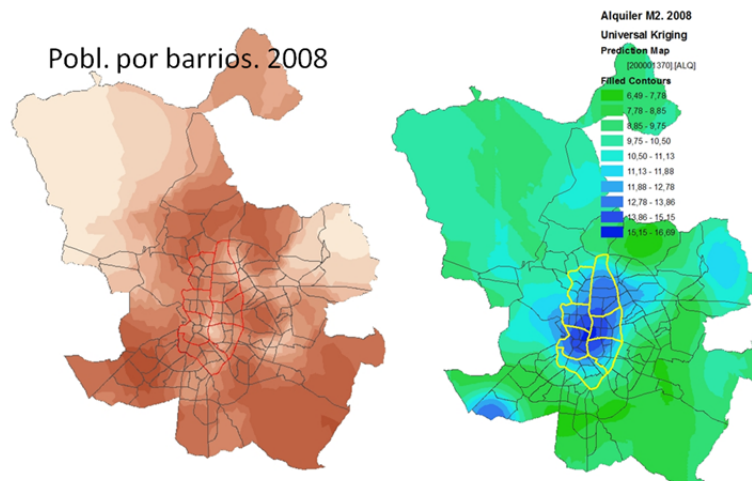 Pobl. por barrios. 2008
Alquiler M2. 2008
Universal Kriging
Prediction Map
[200001370].[ALQ]
Filled Contours
6,49 - 7,78
7,78 - 8,85
8,85 - 9,75
9,75 - 10,50
10,50 - 11,13
11,13 - 11,88
11,88 - 12,78
12,78 - 13,86
13,86 - 15,15
15,15 - 16,69